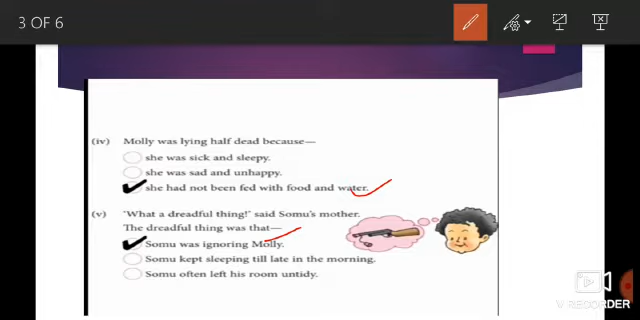 3 OF 6
(iv) Molly was lying half dead because—
she was sick and sleepy.
she was sad and unhappy.
she had not been fed with food and water.
(v) 'What a dreadful thing!' said Somu's mother.
The dreadful thing was that—
Somu was ignoring Molly.
Somu kept sleeping till late in the morning.
Somu often left his room untidy.
V RECORDER